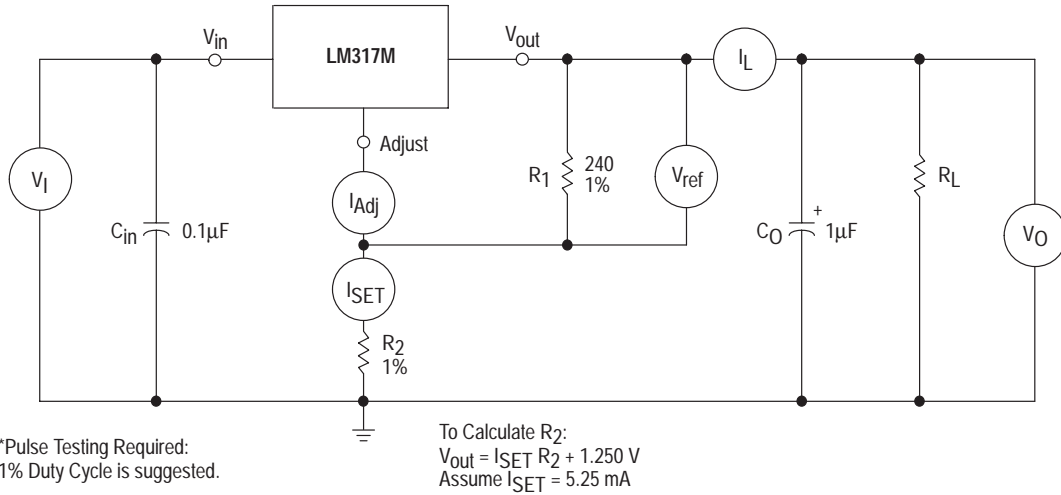 Vin
LM317M
Vout
IL
Adjust
VI
Cin
0.1μF
IAdj
R1
240
1%
Vref
CO
+
1μF
RL
VO
ISET
R2
1%
*Pulse Testing Required:
1% Duty Cycle is suggested.
To Calculate R2:
Vout = ISET R2 + 1.250 V
Assume ISET = 5.25 mA